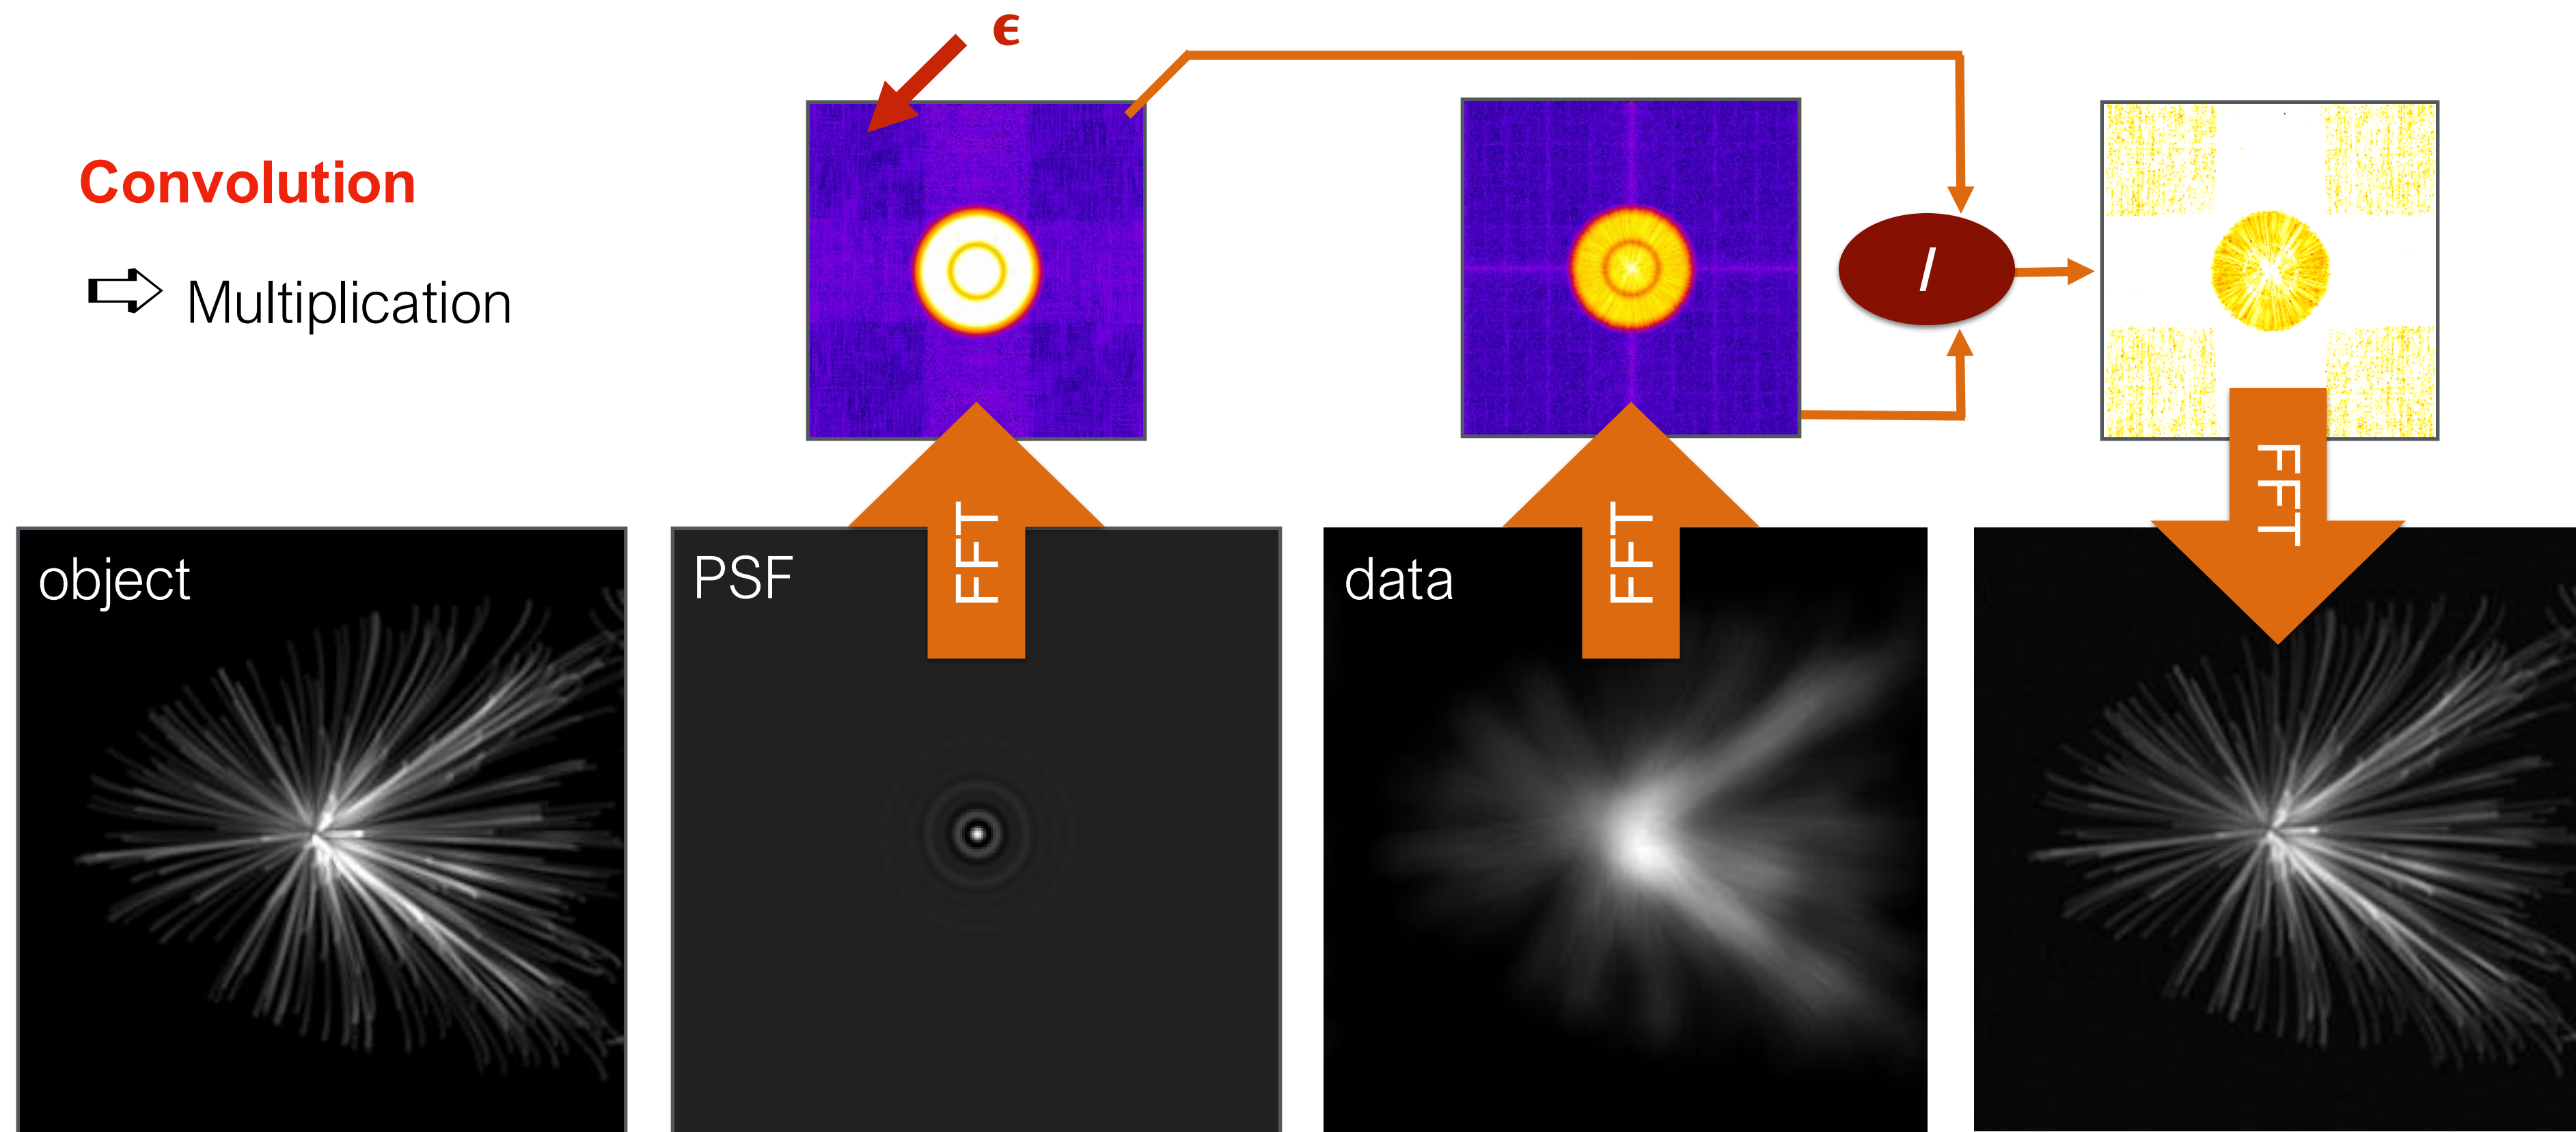 ϵ
Convolution
⇨ Multiplication
/
FFT
FFT
FFT
object
PSF
data